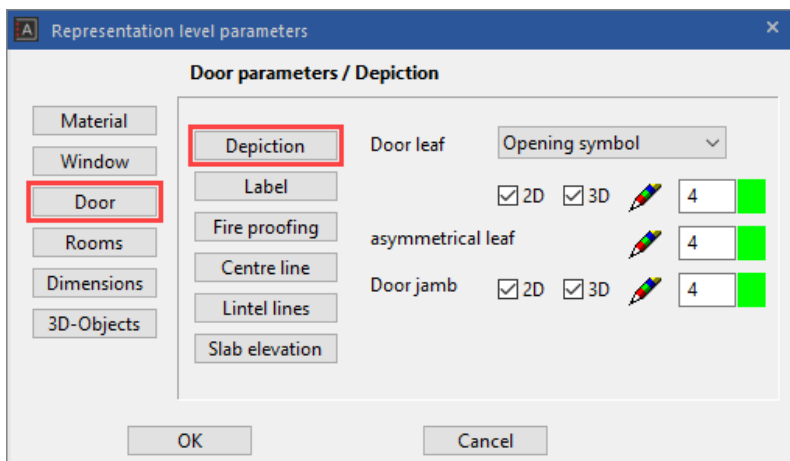 A Representation level parameters ×
Door parameters / Depiction
Material
Window
Door
Rooms
Dimensions
3D-Objects
Depiction
Label
Fire proofing
Centre line
Lintel lines
Slab elevation
Door leaf Opening symbol
2D 3D 4
asymmetrical leaf 4
Door jamb 2D 3D 4
OK Cancel